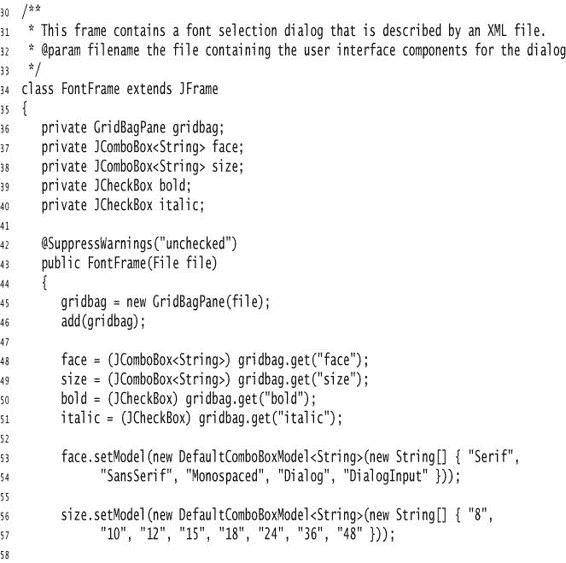 30 /**
31  * This frame contains a font selection dialog that is described by an XML file.
32  * @param filename the file containing the user interface components for the dialog
33  */
34 class FontFrame extends JFrame
35 {
36    private GridBagPane gridbag;
37    private JComboBox<String> face;
38    private JComboBox<String> size;
39    private JCheckBox bold;
40    private JCheckBox italic;
41
42    @SuppressWarnings("unchecked")
43    public FontFrame(File file)
44    {
45       gridbag = new GridBagPane(file);
46       add(gridbag);
47
48       face = (JComboBox<String>) gridbag.get("face");
49       size = (JComboBox<String>) gridbag.get("size");
50       bold = (JCheckBox) gridbag.get("bold");
51       italic = (JCheckBox) gridbag.get("italic");
52
53       face.setModel(new DefaultComboBoxModel<String>(new String[] { "Serif",
54             "SansSerif", "Monospaced", "Dialog", "DialogInput" }));
55
56       size.setModel(new DefaultComboBoxModel<String>(new String[] { "8",
57             "10", "12", "15", "18", "24", "36", "48" }));
58